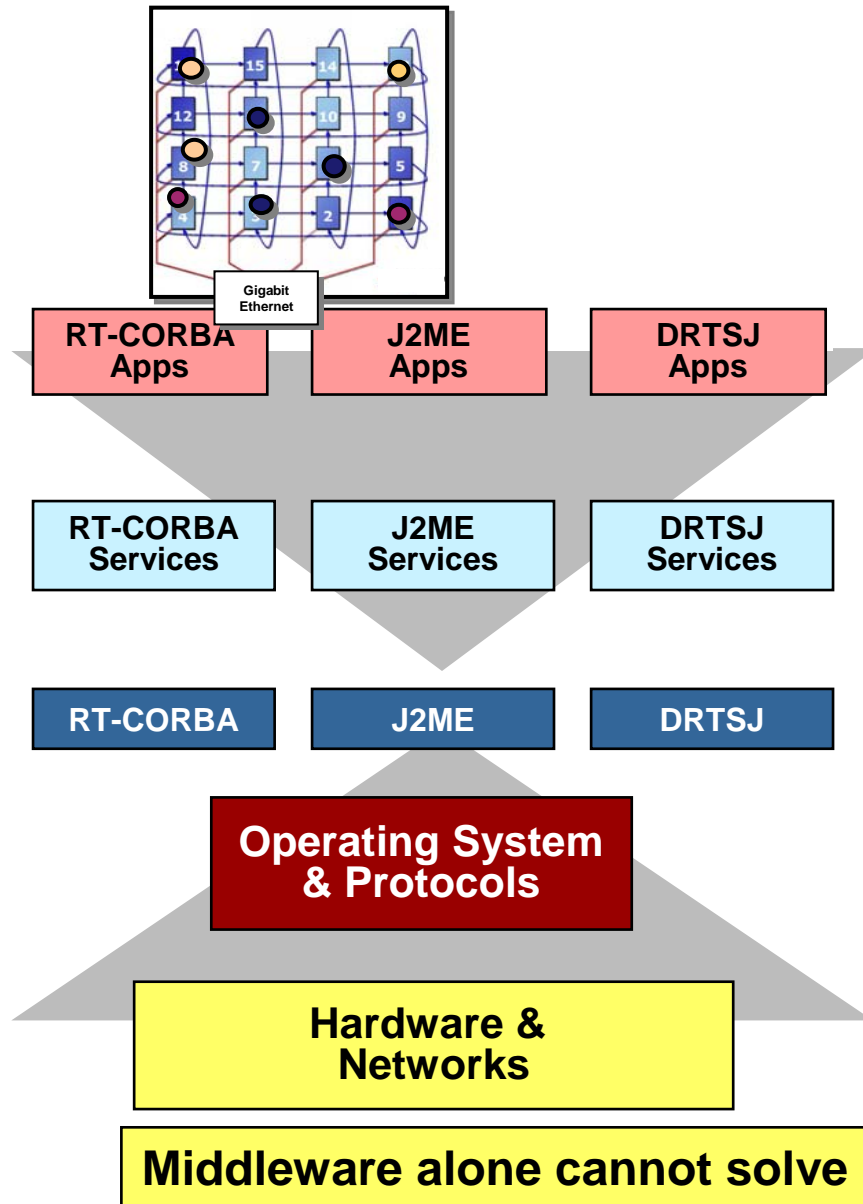 15
14
12
10
9
8
7
5
4
2
Gigabit
Ethernet
RT-CORBA
Apps
J2ME
Apps
DRTSJ
Apps
RT-CORBA
Services
J2ME
Services
DRTSJ
Services
RT-CORBA
J2ME
DRTSJ
Operating System
& Protocols
Hardware &
Networks
Middleware alone cannot solve